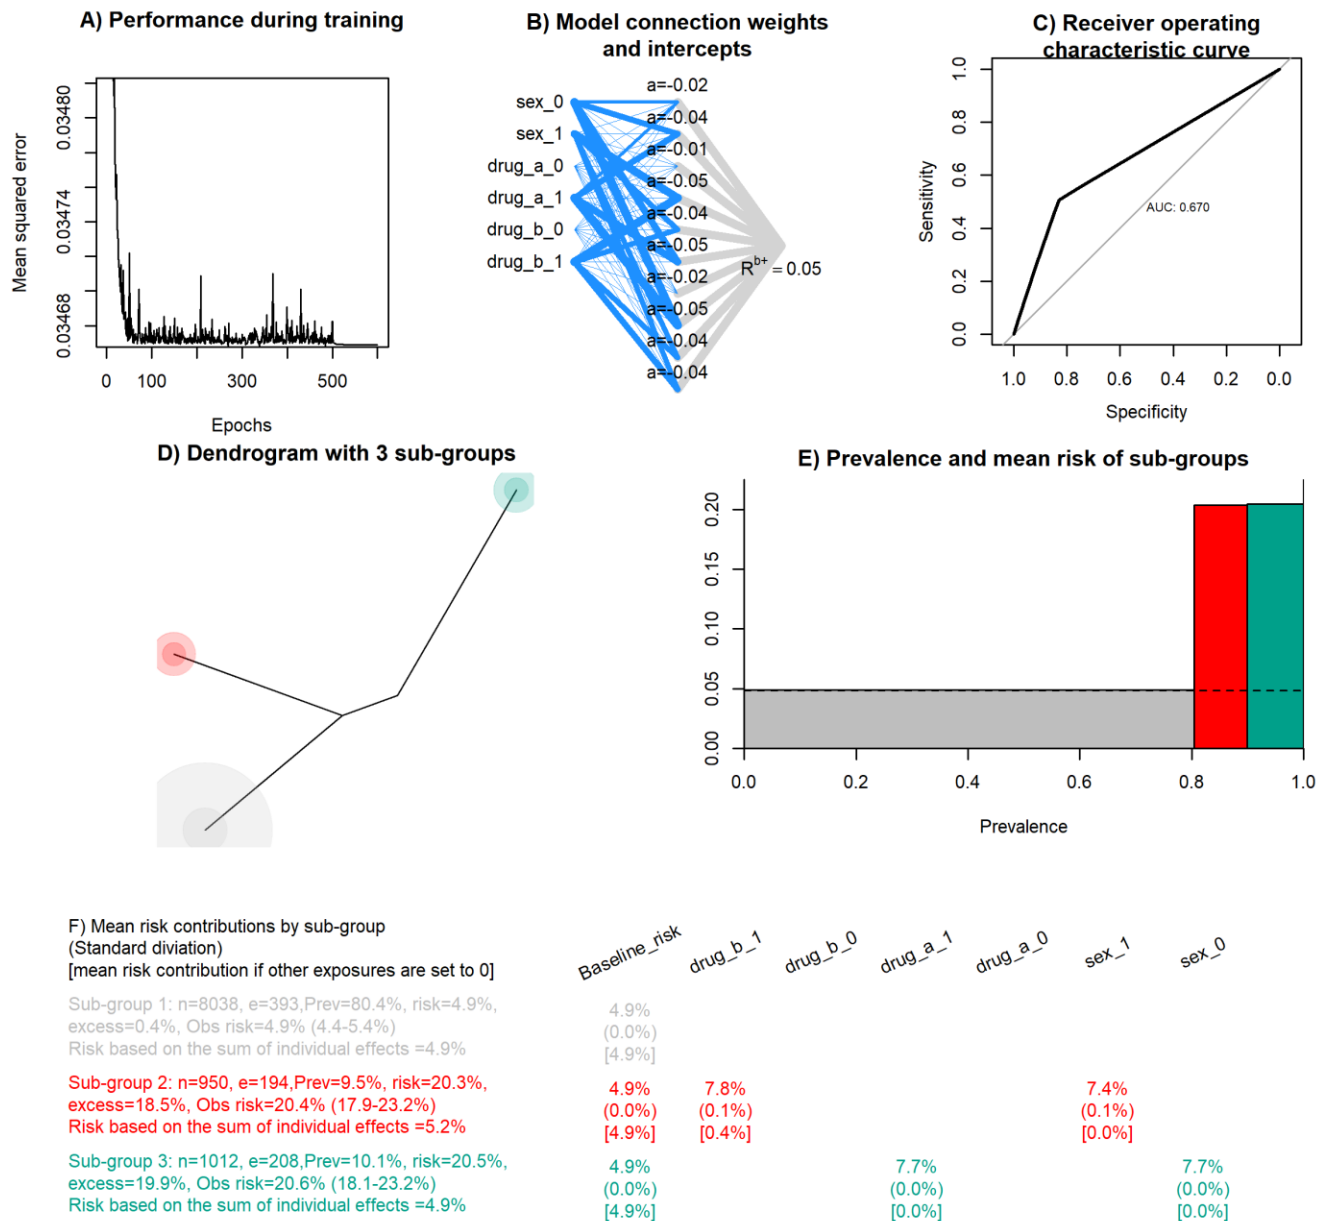 A) Performance during training
Mean squared error
0.03480
0.03474
0.03468
0
100
300
500
Epochs
B) Model connection weights
and intercepts
sex_0
sex_1
drug_a_0
drug_a_1
drug_b_0
drug_b_1
a=-0.02
a=-0.04
a=-0.01
a=-0.05
a=-0.04
a=-0.05
a=-0.02
a=-0.05
a=-0.04
a=-0.04
R^b+ = 0.05
C) Receiver operating
characteristic curve
Sensitivity
1.0
0.8
0.6
0.4
0.2
0.0
AUC: 0.670
1.0 0.8 0.6 0.4 0.2 0.0
Specificity
D) Dendrogram with 3 sub-groups
E) Prevalence and mean risk of sub-groups
0.20
0.15
0.10
0.05
0.00
0.0 0.2 0.4 0.6 0.8 1.0
Prevalence
F) Mean risk contributions by sub-group
(Standard diviation)
[mean risk contribution if other exposures are set to 0]
Baseline_risk drug_b_1 drug_b_0 drug_a_1 drug_a_0 sex_1 sex_0
Sub-group 1: n=8038, e=393,Prev=80.4%, risk=4.9%,
excess=0.4%, Obs risk=4.9% (4.4-5.4%)
Risk based on the sum of individual effects =4.9%
4.9%
(0.0%)
[4.9%]
Sub-group 2: n=950, e=194,Prev=9.5%, risk=20.3%,
excess=18.5%, Obs risk=20.4% (17.9-23.2%)
Risk based on the sum of individual effects =5.2%
4.9% 7.8% 7.4%
(0.0%) (0.1%) (0.1%)
[4.9%] [0.4%] [0.0%]
Sub-group 3: n=1012, e=208,Prev=10.1%, risk=20.5%,
excess=19.9%, Obs risk=20.6% (18.1-23.2%)
Risk based on the sum of individual effects =4.9%
4.9% 7.7% 7.7%
(0.0%) (0.0%) (0.0%)
[4.9%] [0.0%] [0.0%]